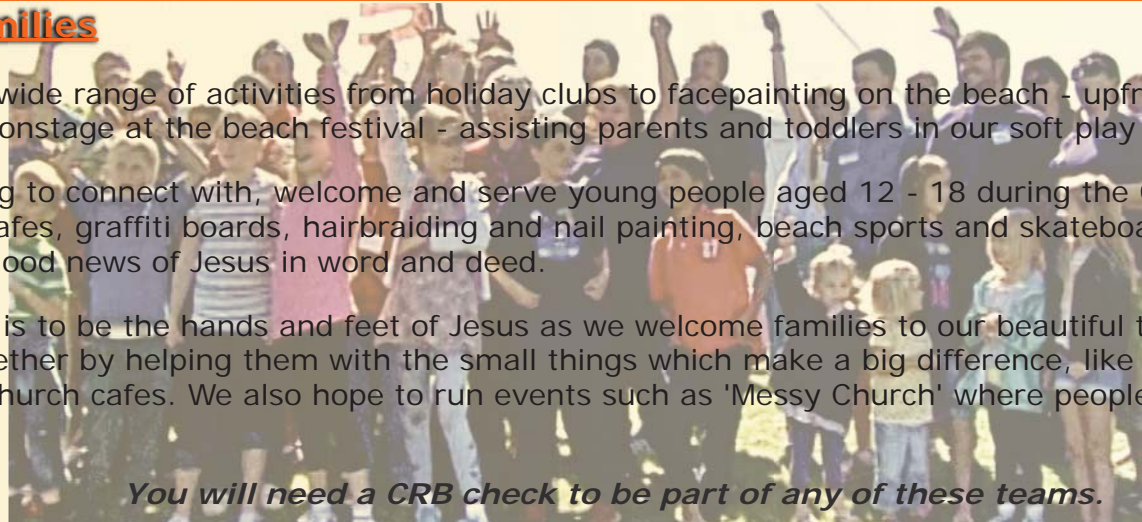 milies
wide range of activities from holiday clubs to facepainting on the beach - upfr
onstage at the beach festival - assisting parents and toddlers in our soft play
g to connect with, welcome and serve young people aged 12 - 18 during the
afes, graffiti boards, hairbraiding and nail painting, beach sports and skateboa
ood news of Jesus in word and deed.
is to be the hands and feet of Jesus as we welcome families to our beautiful t
ether by helping them with the small things which make a big difference, like
hurch cafes. We also hope to run events such as 'Messy Church' where people
You will need a CRB check to be part of any of these teams.